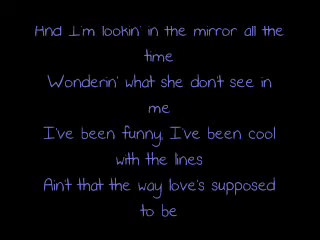 And I'm lookin' in the mirror all the
time
Wonderin' what she don't see in
me
I've been funny, I've been cool
with the lines
Ain't that the way love's supposed
to be